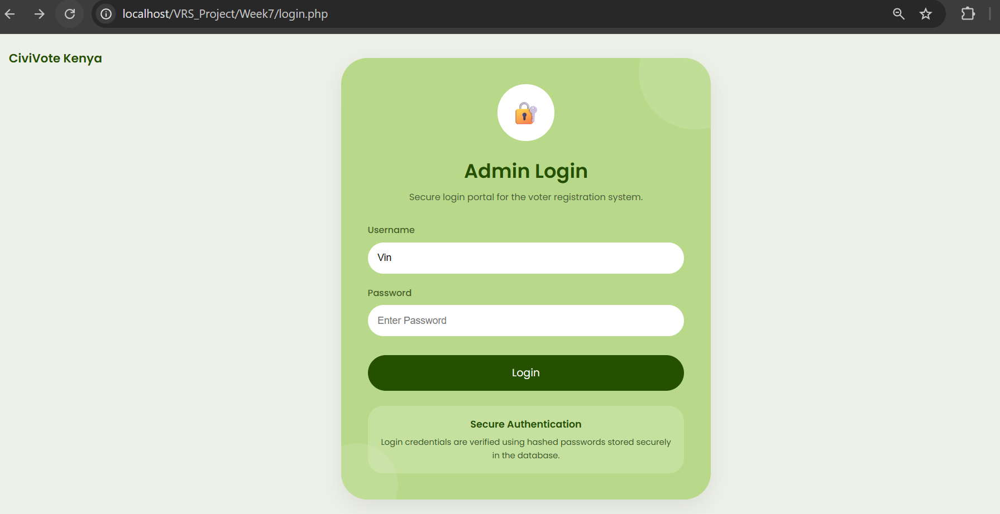 localhost/VRS_Project/Week7/login.php
CiviVote Kenya
Admin Login
Secure login portal for the voter registration system.
Username
Vin
Password
Enter Password
Login
Secure Authentication
Login credentials are verified using hashed passwords stored securely
in the database.